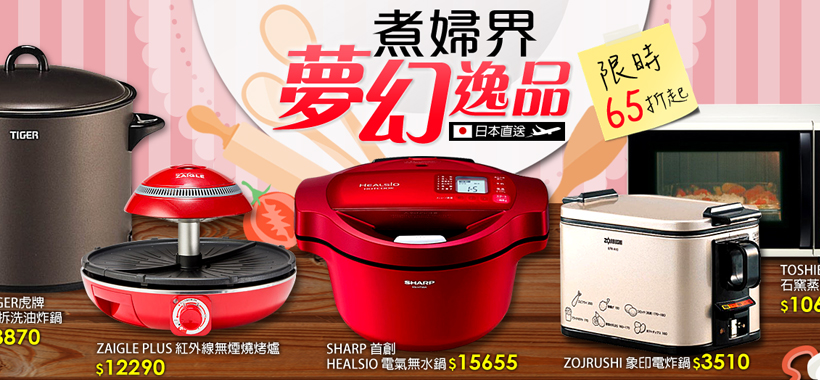 煮婦界
夢幻逸品
日本直送
限時
65折起
TIGER
ZAIGLE
HEALSIO
SHARP
ZOJIRUSHI
GER虎牌
拆洗油炸鍋
3870
ZAIGLE PLUS 紅外線無煙燒烤爐
$12290
SHARP 首創
HEALSIO 電氣無水鍋 $15655
ZOJRUSHI 象印電炸鍋 $3510
TOSHIB
石窯蒸
$106